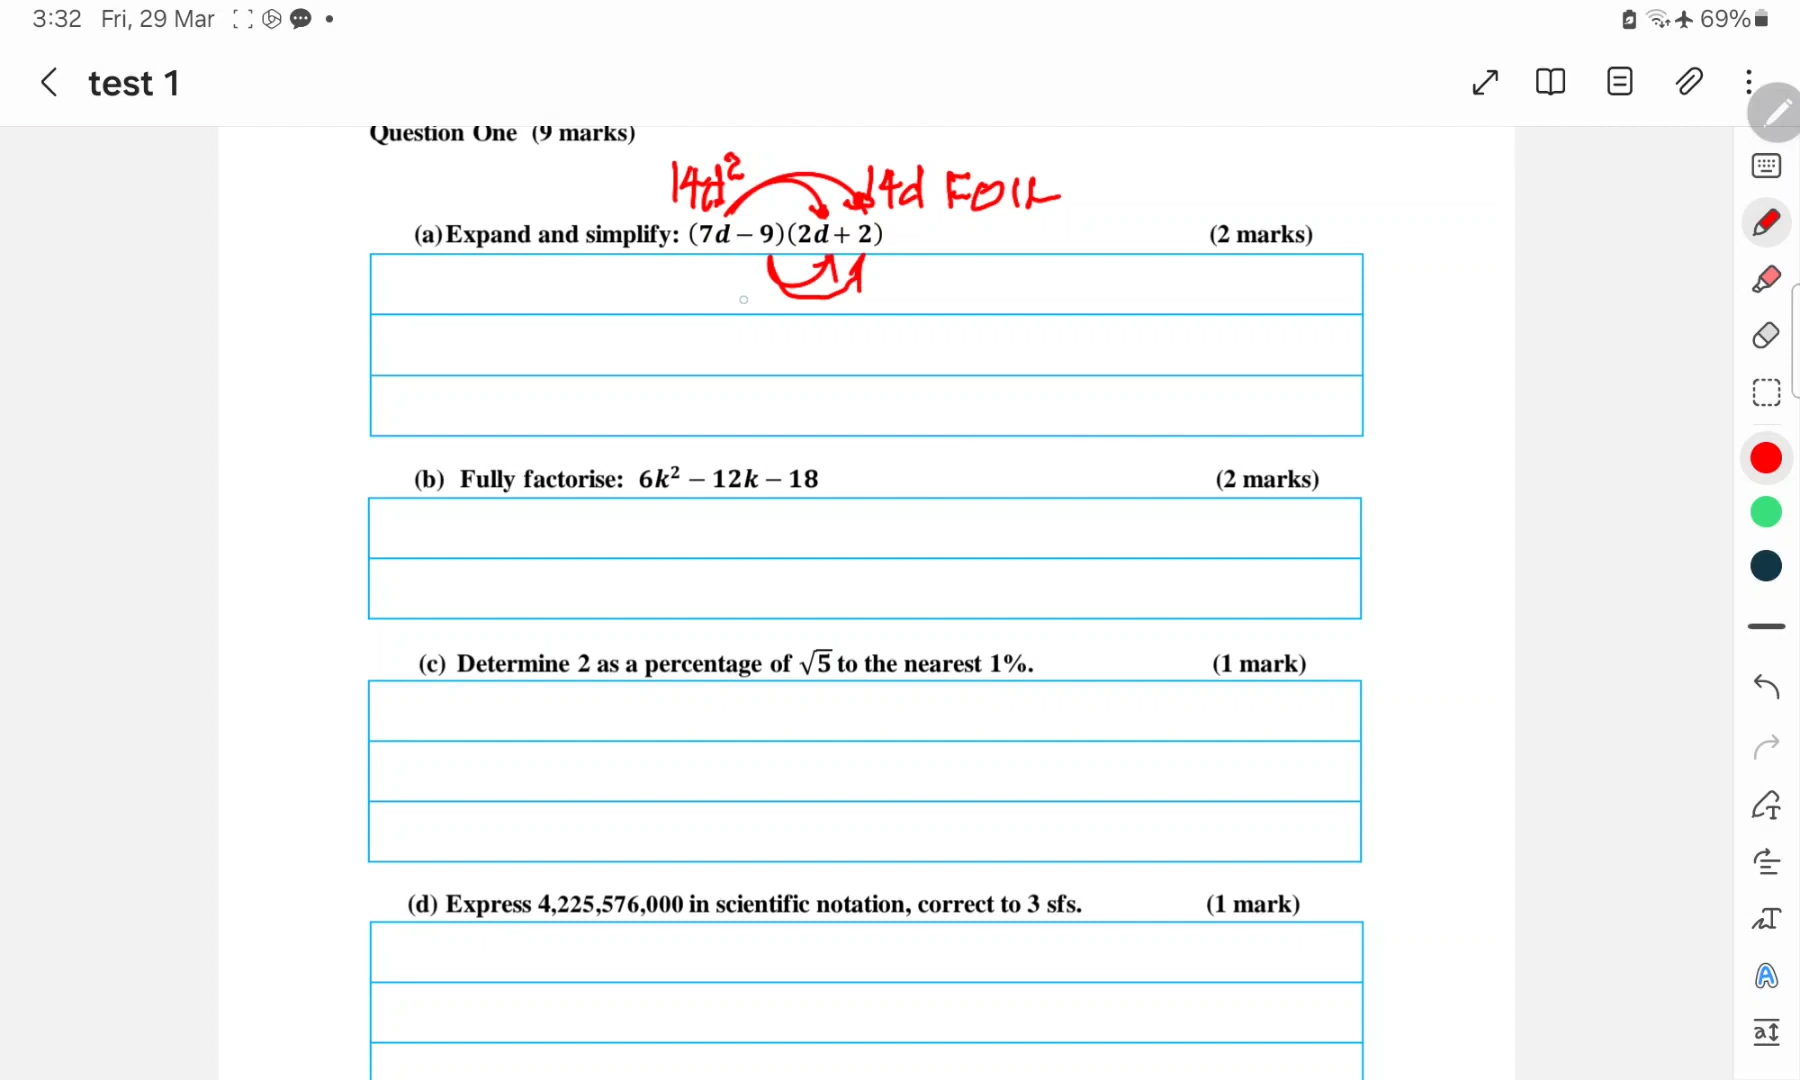 3:32 Fri, 29 Mar 69%
test 1
Question One (9 marks)
14d² 14d FOIL
(a) Expand and simplify: (7d − 9)(2d + 2) (2 marks)
(b) Fully factorise: 6k² − 12k − 18 (2 marks)
(c) Determine 2 as a percentage of √5 to the nearest 1%. (1 mark)
(d) Express 4,225,576,000 in scientific notation, correct to 3 sfs. (1 mark)